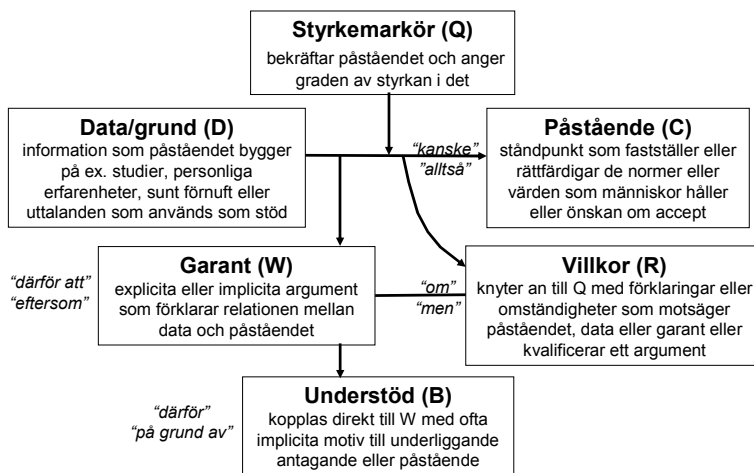 Styrkemarkör (Q)
bekräftar påståendet och anger
graden av styrkan i det
Data/grund (D)
information som påståendet bygger
på ex. studier, personliga
erfarenheter, sunt förnuft eller
uttalanden som används som stöd
“kanske”
”alltså”
Påstående (C)
ståndpunkt som fastställer eller
rättfärdigar de normer eller
värden som människor håller
eller önskan om accept
“därför att”
“eftersom”
Garant (W)
explicita eller implicita argument
som förklarar relationen mellan
data och påståendet
“om”
“men”
Villkor (R)
knyter an till Q med förklaringar eller
omständigheter som motsäger
påståendet, data eller garant eller
kvalificerar ett argument
“därför”
“på grund av”
Understöd (B)
kopplas direkt till W med ofta
implicita motiv till underliggande
antagande eller påstående